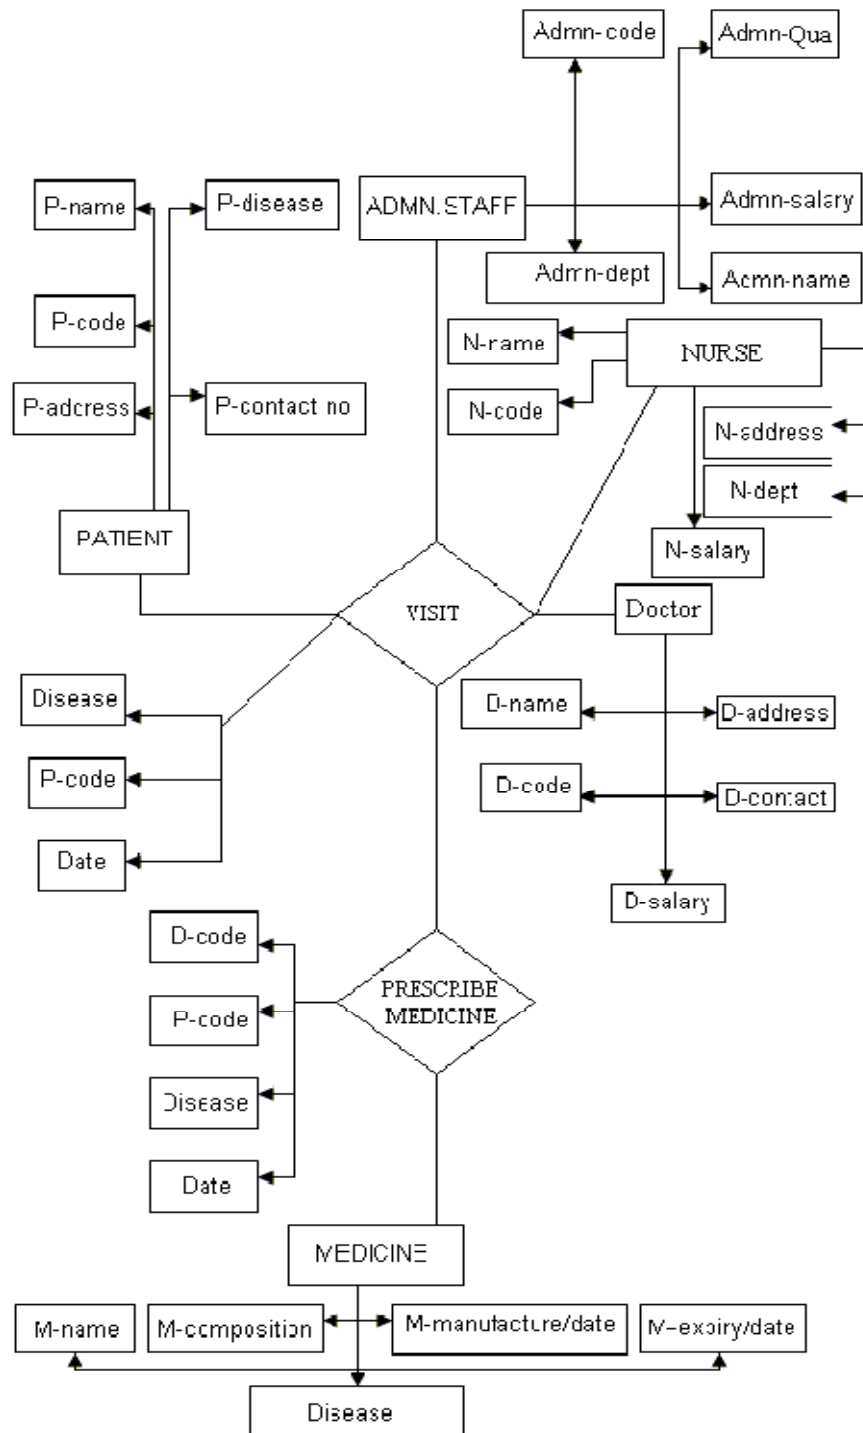 Admn-code
Admn-Qua
P-name
P-disease
ADMN.STAFF
Admn-salary
Admn-dept
Admn-name
P-code
N-name
NURSE
P-address
P-contact no
N-code
N-address
N-dept
PATIENT
N-salary
VISIT
Doctor
Disease
D-name
D-address
P-code
D-code
D-contact
Date
D-salary
D-code
PRESCRIBE
MEDICINE
P-code
Disease
Date
MEDICINE
M-name
M-composition
M-manufacture/date
M-expiry/date
Disease